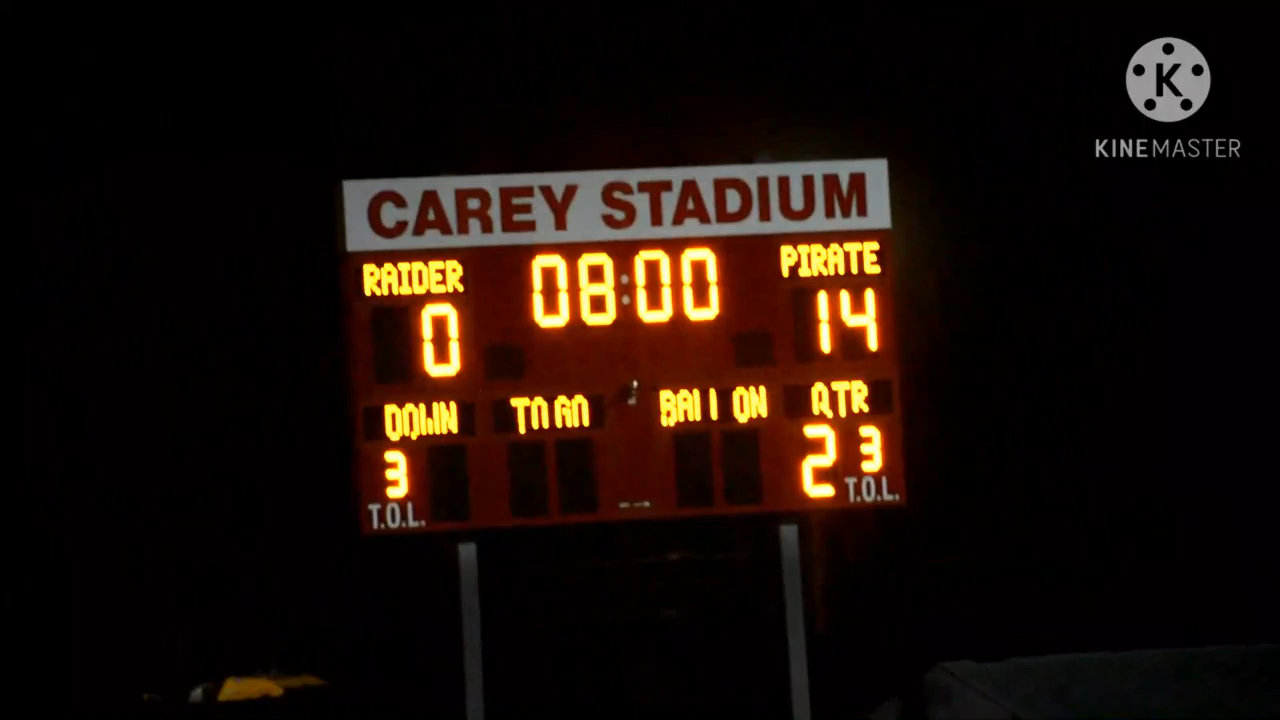 K
KINEMASTER
CAREY STADIUM
RAIDER 08:00 PIRATE
0 14
DOWN TO GO BALL ON QTR
3 2 3
T.O.L. T.O.L.